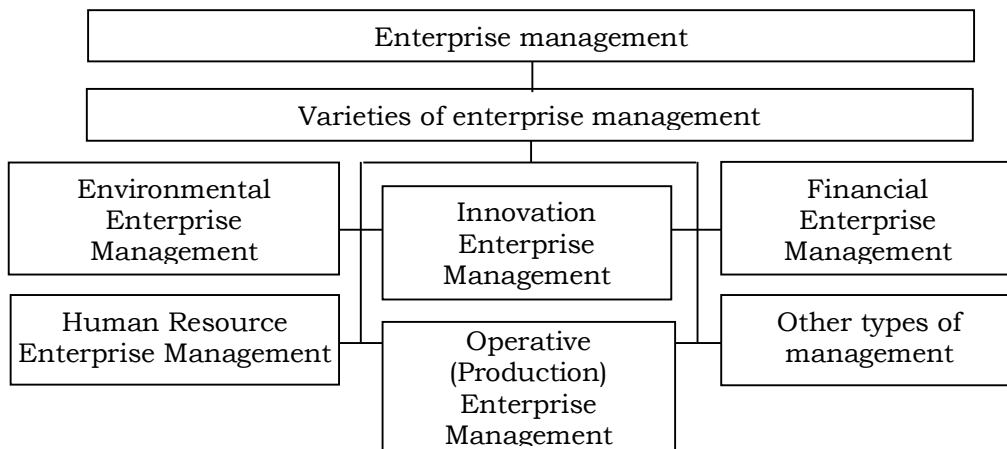 Enterprise management
Varieties of enterprise management
Environmental
Enterprise
Management
Innovation
Enterprise
Management
Financial
Enterprise
Management
Human Resource
Enterprise Management
Operative
(Production)
Enterprise
Management
Other types of
management